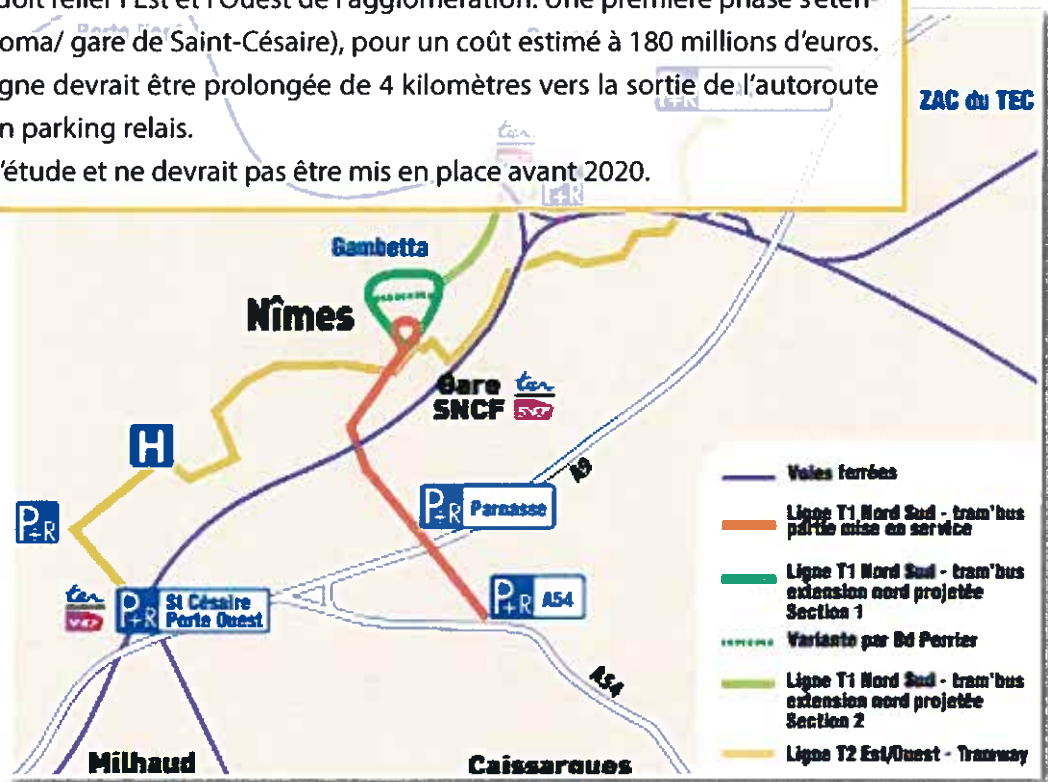 doit relier l'Est et l'Ouest de l'agglomération. Une première phase s'éten-
oma/ gare de Saint-Césaire), pour un coût estimé à 180 millions d'euros.
gne devrait être prolongée de 4 kilomètres vers la sortie de l'autoroute
n parking relais.
'étude et ne devrait pas être mis en place avant 2020.
P+R
ZAC du TEC
ter
P+R
Gambetta
Nîmes
Gare
SNCF
ter
SNCF
H
P+R
A9
P+R Parnasse
ter
SNCF
P+R St Césaire
Porte Ouest
P+R A54
A54
Milhaud
Caissargues
Voies ferrées
Ligne T1 Nord Sud - tram'bus
partie mise en service
Ligne T1 Nord Sud - tram'bus
extension nord projetée
Section 1
Variante par Bd Perrier
Ligne T1 Nord Sud - tram'bus
extension nord projetée
Section 2
Ligne T2 Est/Ouest - Tramway